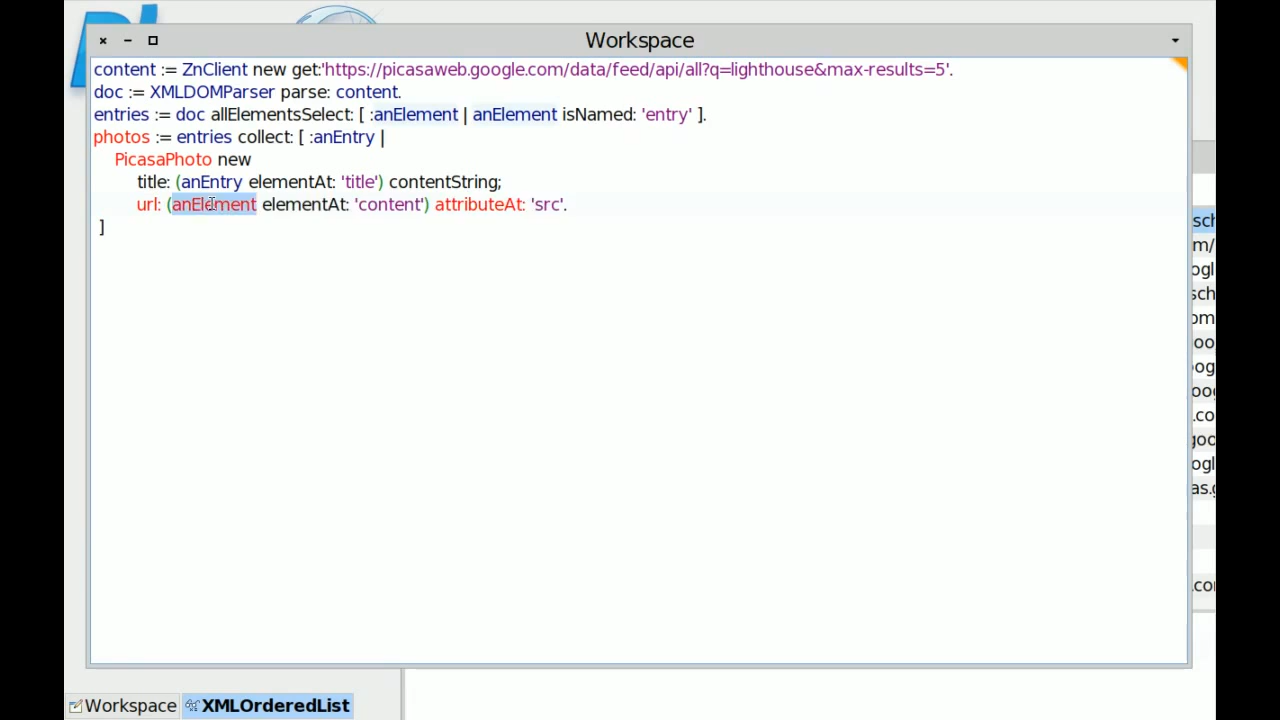 Workspace
content := ZnClient new get:'https://picasaweb.google.com/data/feed/api/all?q=lighthouse&max-results=5'.
doc := XMLDOMParser parse: content.
entries := doc allElementsSelect: [ :anElement | anElement isNamed: 'entry' ].
photos := entries collect: [ :anEntry |
PicasaPhoto new
title: (anEntry elementAt: 'title') contentString;
url: (anElement elementAt: 'content') attributeAt: 'src'.
]
Workspace
XMLOrderedList